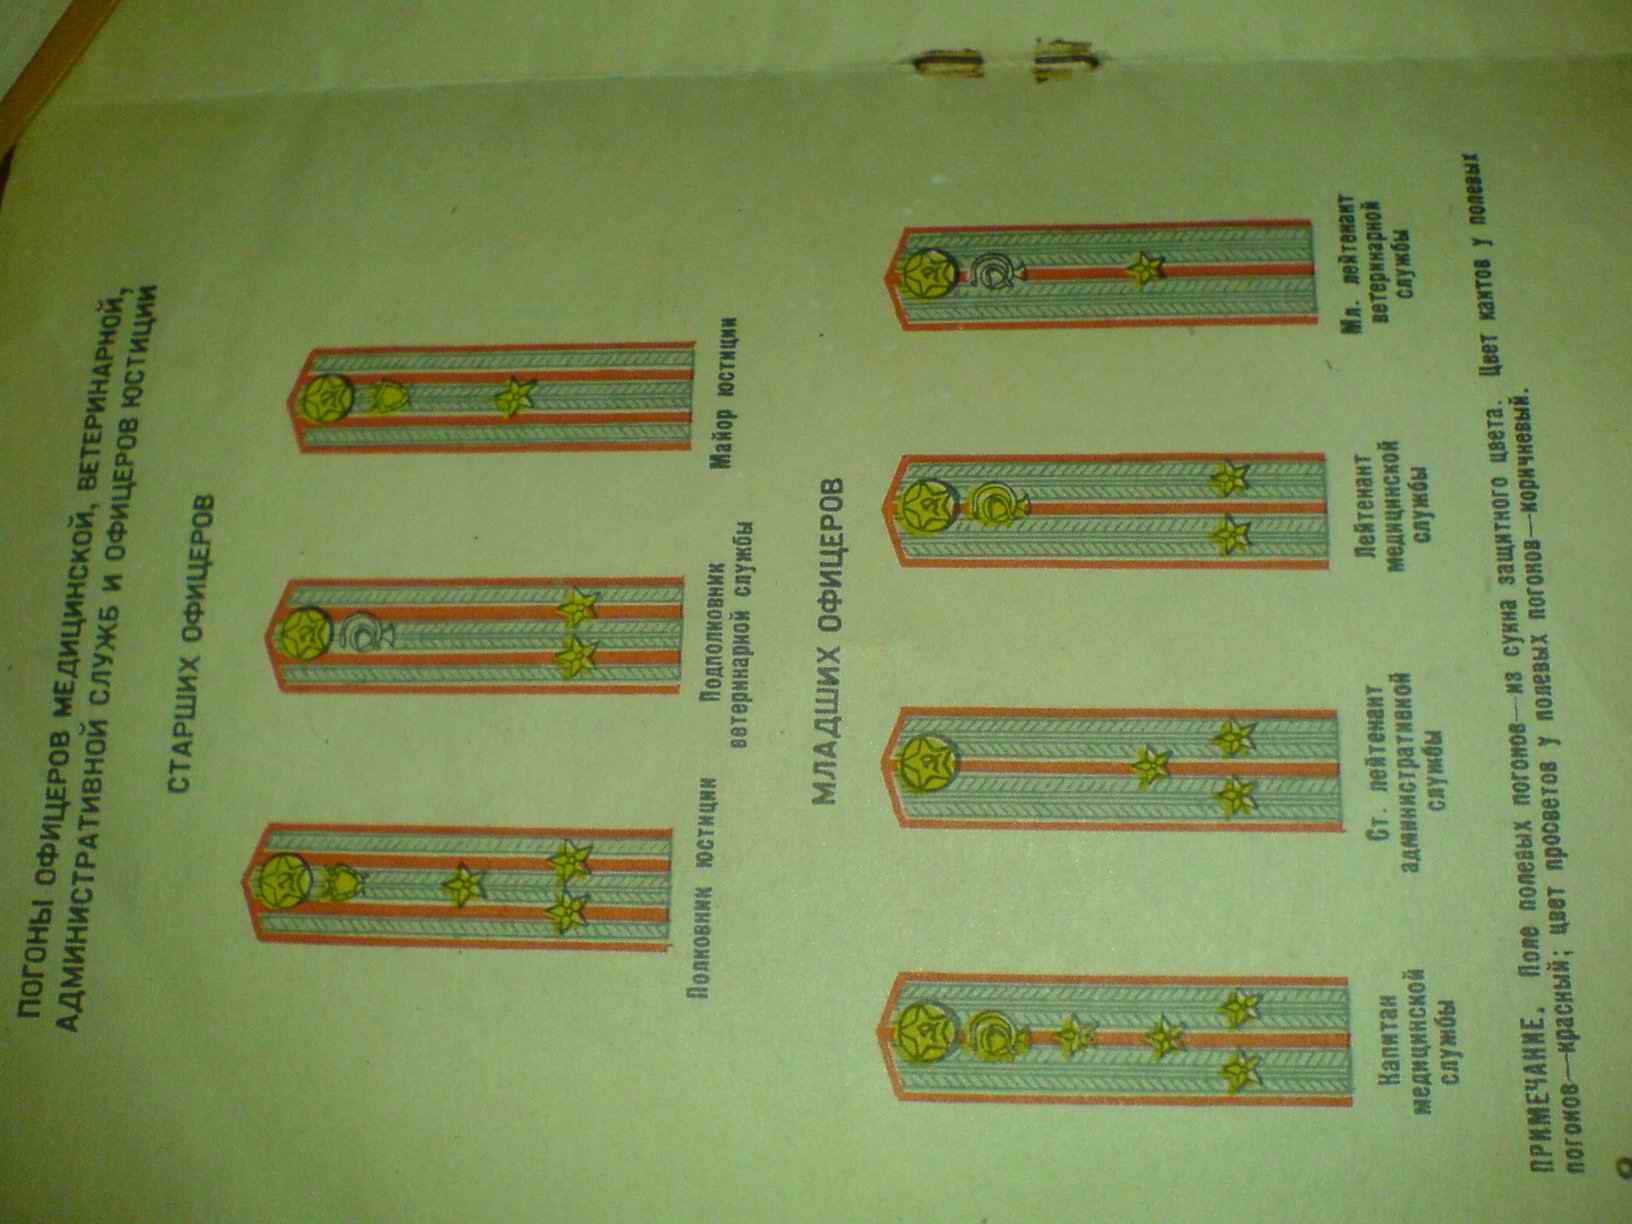 ПОГОНЫ ОФИЦЕРОВ МЕДИЦИНСКОЙ, ВЕТЕРИНАРНОЙ,
АДМИНИСТРАТИВНОЙ СЛУЖБ И ОФИЦЕРОВ ЮСТИЦИИ
СТАРШИХ ОФИЦЕРОВ
Полковник юстиции
Подполковник
ветеринарной службы
Майор юстиции
МЛАДШИХ ОФИЦЕРОВ
Капитан
медицинской
службы
Ст. лейтенант
административной
службы
Лейтенант
медицинской
службы
Мл. лейтенант
ветеринарной
службы
ПРИМЕЧАНИЕ. Поле полевых погонов—из сукна защитного цвета. Цвет кантов у полевых
погонов—красный; цвет просветов у полевых погонов—коричневый.